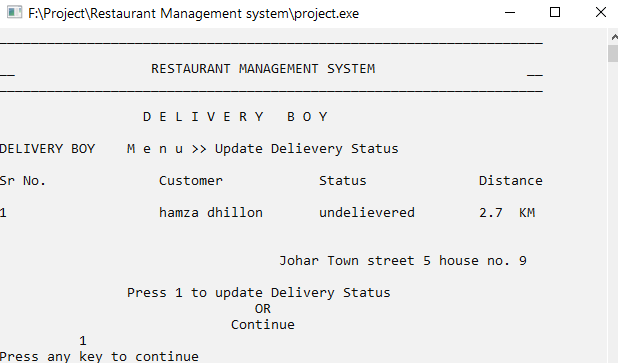 F:\Project\Restaurant Management system\project.exe
__ RESTAURANT MANAGEMENT SYSTEM __
D E L I V E R Y   B O Y
DELIVERY BOY    M e n u >> Update Delievery Status
Sr No.    Customer    Status    Distance
1    hamza dhillon    undelievered    2.7  KM
Johar Town street 5 house no. 9
Press 1 to update Delivery Status
OR
Continue
1
Press any key to continue